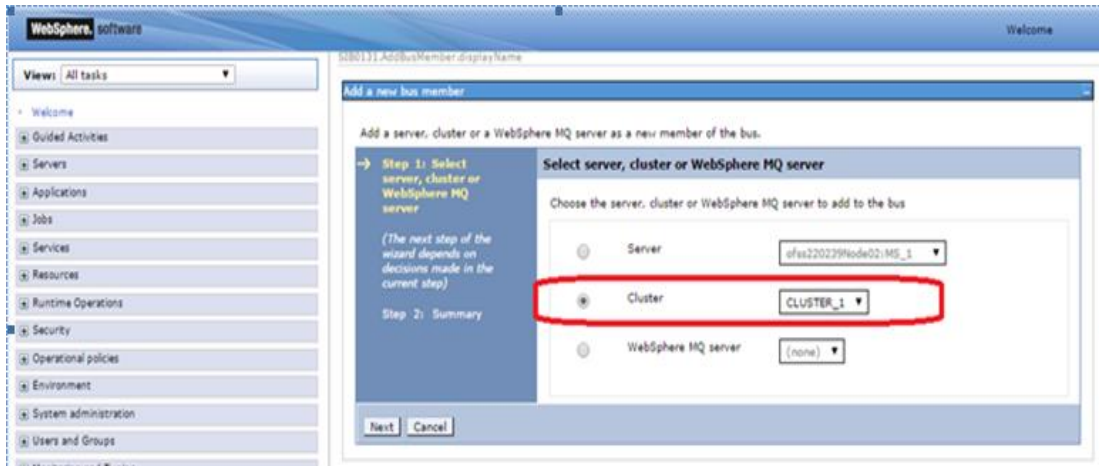 WebSphere. software
Welcome
View: All tasks
Welcome
Guided Activities
Servers
Applications
Jobs
Services
Resources
Runtime Operations
Security
Operational policies
Environment
System administration
Users and Groups
SIB0131.AddBusMember.displayName
Add a new bus member
Add a server, cluster or a WebSphere MQ server as a new member of the bus.
Step 1: Select
server, cluster or
WebSphere MQ
server
(The next step of the
wizard depends on
decisions made in the
current step)
Step 2: Summary
Select server, cluster or WebSphere MQ server
Choose the server, cluster or WebSphere MQ server to add to the bus
Server
ofss220239Node02:MS_1
Cluster
CLUSTER_1
WebSphere MQ server
(none)
Next
Cancel